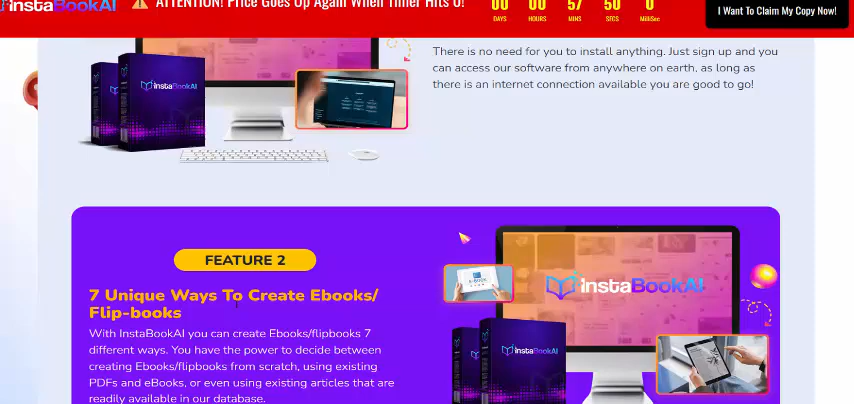 InstaBookAI
ATTENTION! Price Goes Up Again When Timer Hits 0!
00 00 57 50 0
DAYS HOURS MINS SECS MilliSec
I Want To Claim My Copy Now!
There is no need for you to install anything. Just sign up and you
can access our software from anywhere on earth, as long as
there is an internet connection available you are good to go!
InstaBookAI
FEATURE 2
7 Unique Ways To Create Ebooks/
Flip-books
With InstaBookAI you can create Ebooks/flipbooks 7
different ways. You have the power to decide between
creating Ebooks/flipbooks from scratch, using existing
PDFs and eBooks, or even using existing articles that are
readily available in our database.
E-BOOK
InstaBookAI
InstaBookAI